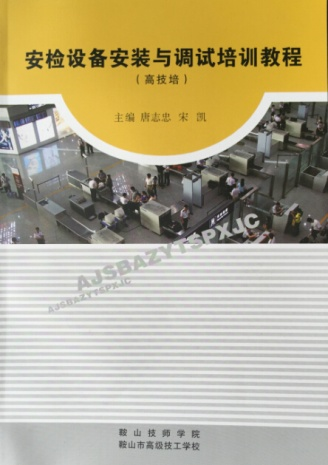 安检设备安装与调试培训教程
(高技培)
主编 唐志忠 宋凯
AJSBAZYTSPXJC
AJSBAZYTSPXJC
鞍山技师学院
鞍山市高级技工学校